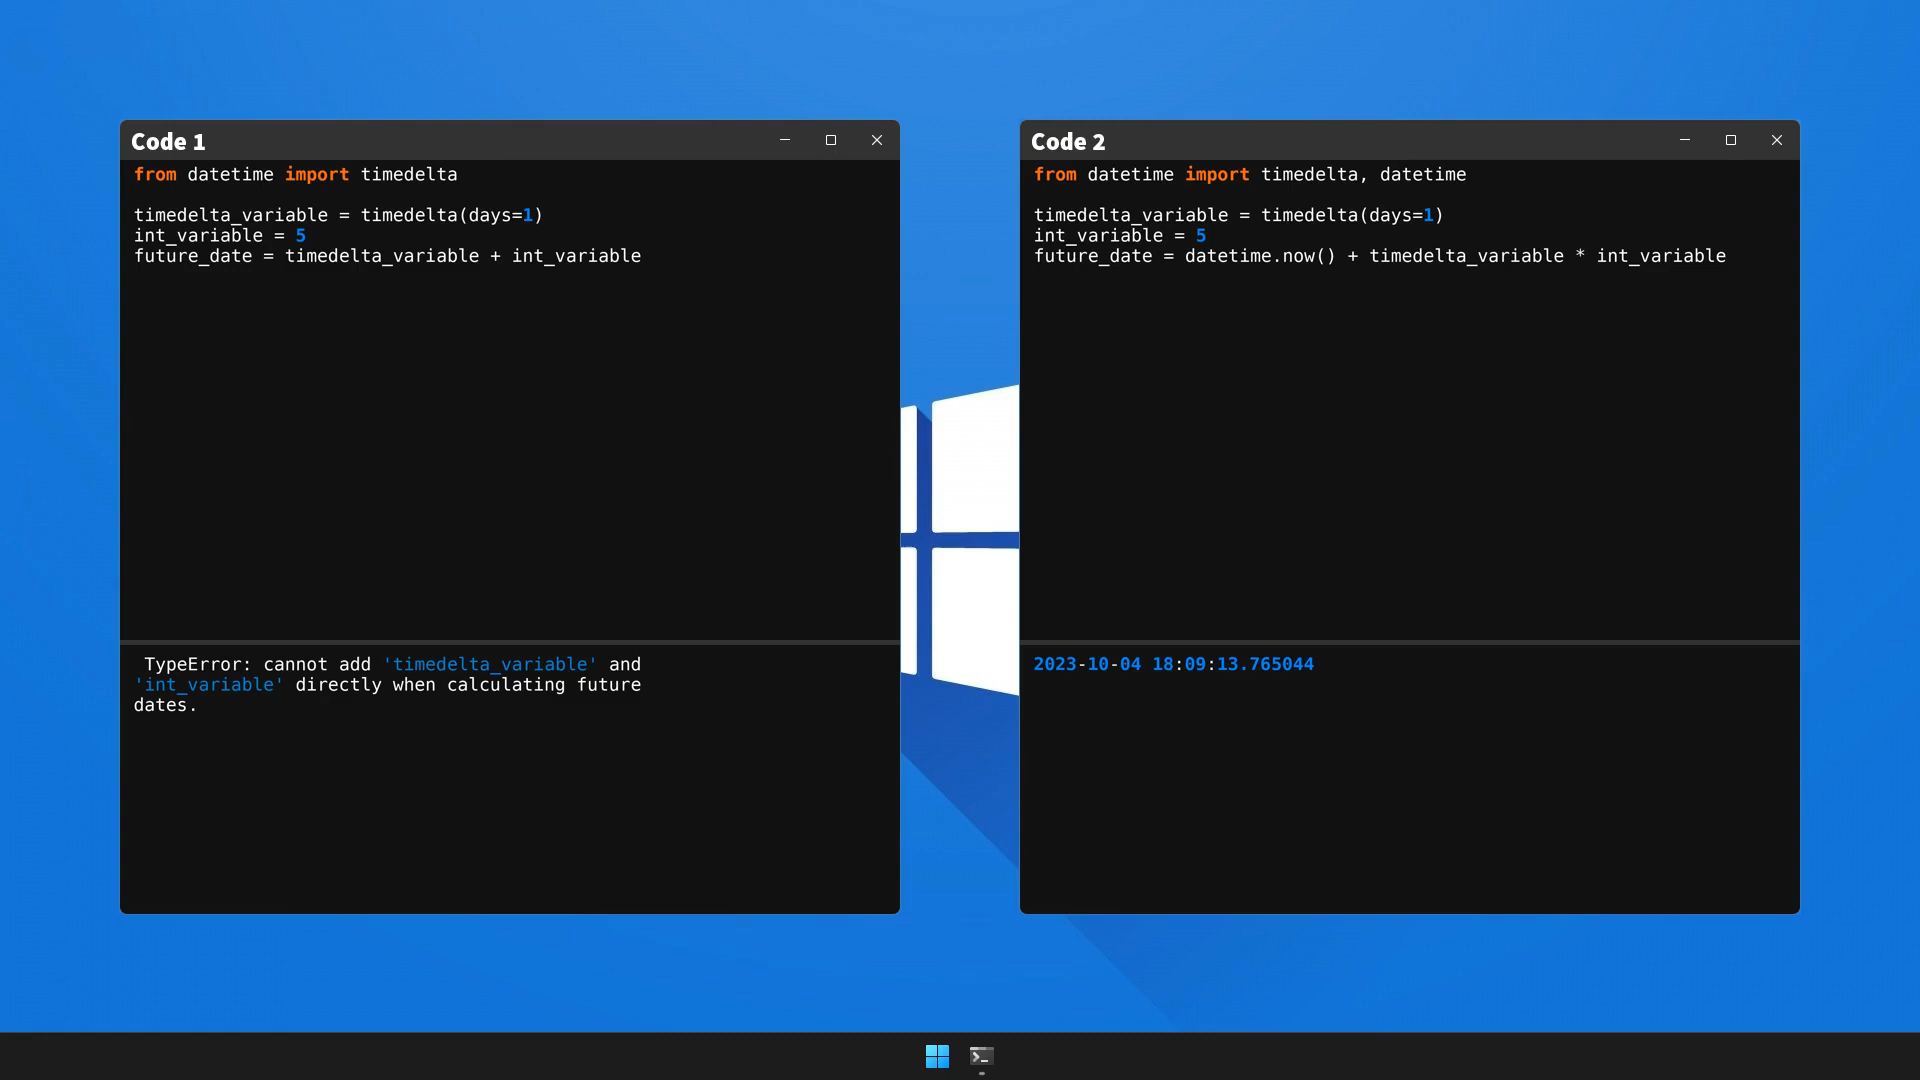 Code 1
from datetime import timedelta
timedelta_variable = timedelta(days=1)
int_variable = 5
future_date = timedelta_variable + int_variable
TypeError: cannot add 'timedelta_variable' and
'int_variable' directly when calculating future
dates.
Code 2
from datetime import timedelta, datetime
timedelta_variable = timedelta(days=1)
int_variable = 5
future_date = datetime.now() + timedelta_variable * int_variable
2023-10-04 18:09:13.765044